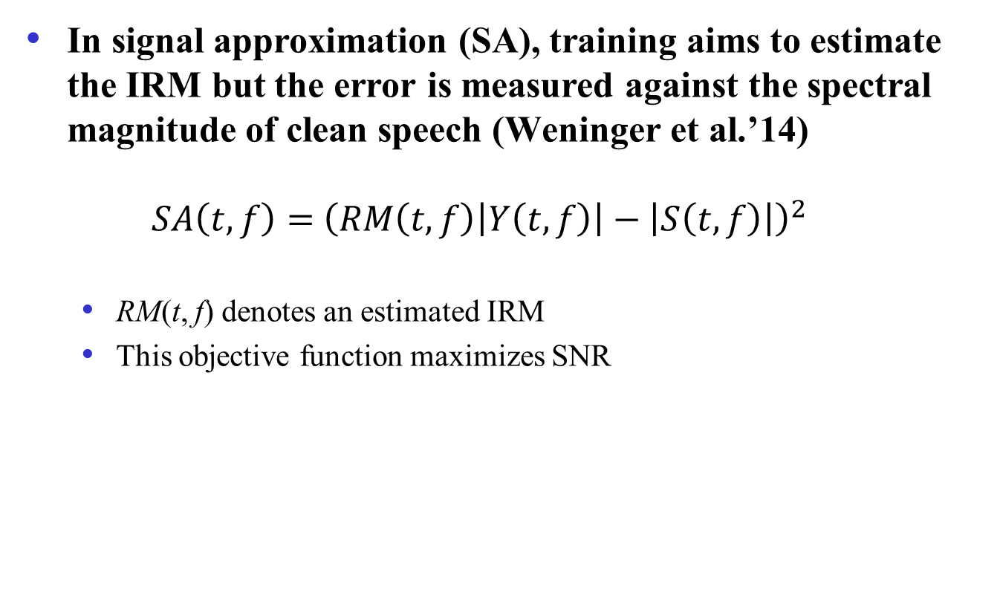 • In signal approximation (SA), training aims to estimate
the IRM but the error is measured against the spectral
magnitude of clean speech (Weninger et al.’14)
𝑆𝐴(𝑡, 𝑓) = (𝑅𝑀(𝑡, 𝑓)|𝑌(𝑡, 𝑓)| − |𝑆(𝑡, 𝑓)|)²
• RM(t, f) denotes an estimated IRM
• This objective function maximizes SNR